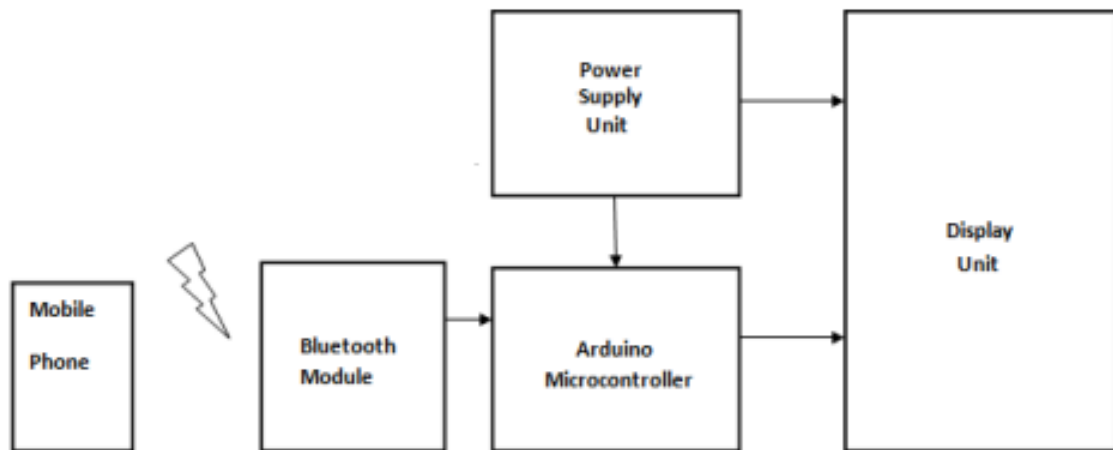 Power
Supply
Unit
Display
Unit
Mobile
Phone
Bluetooth
Module
Arduino
Microcontroller